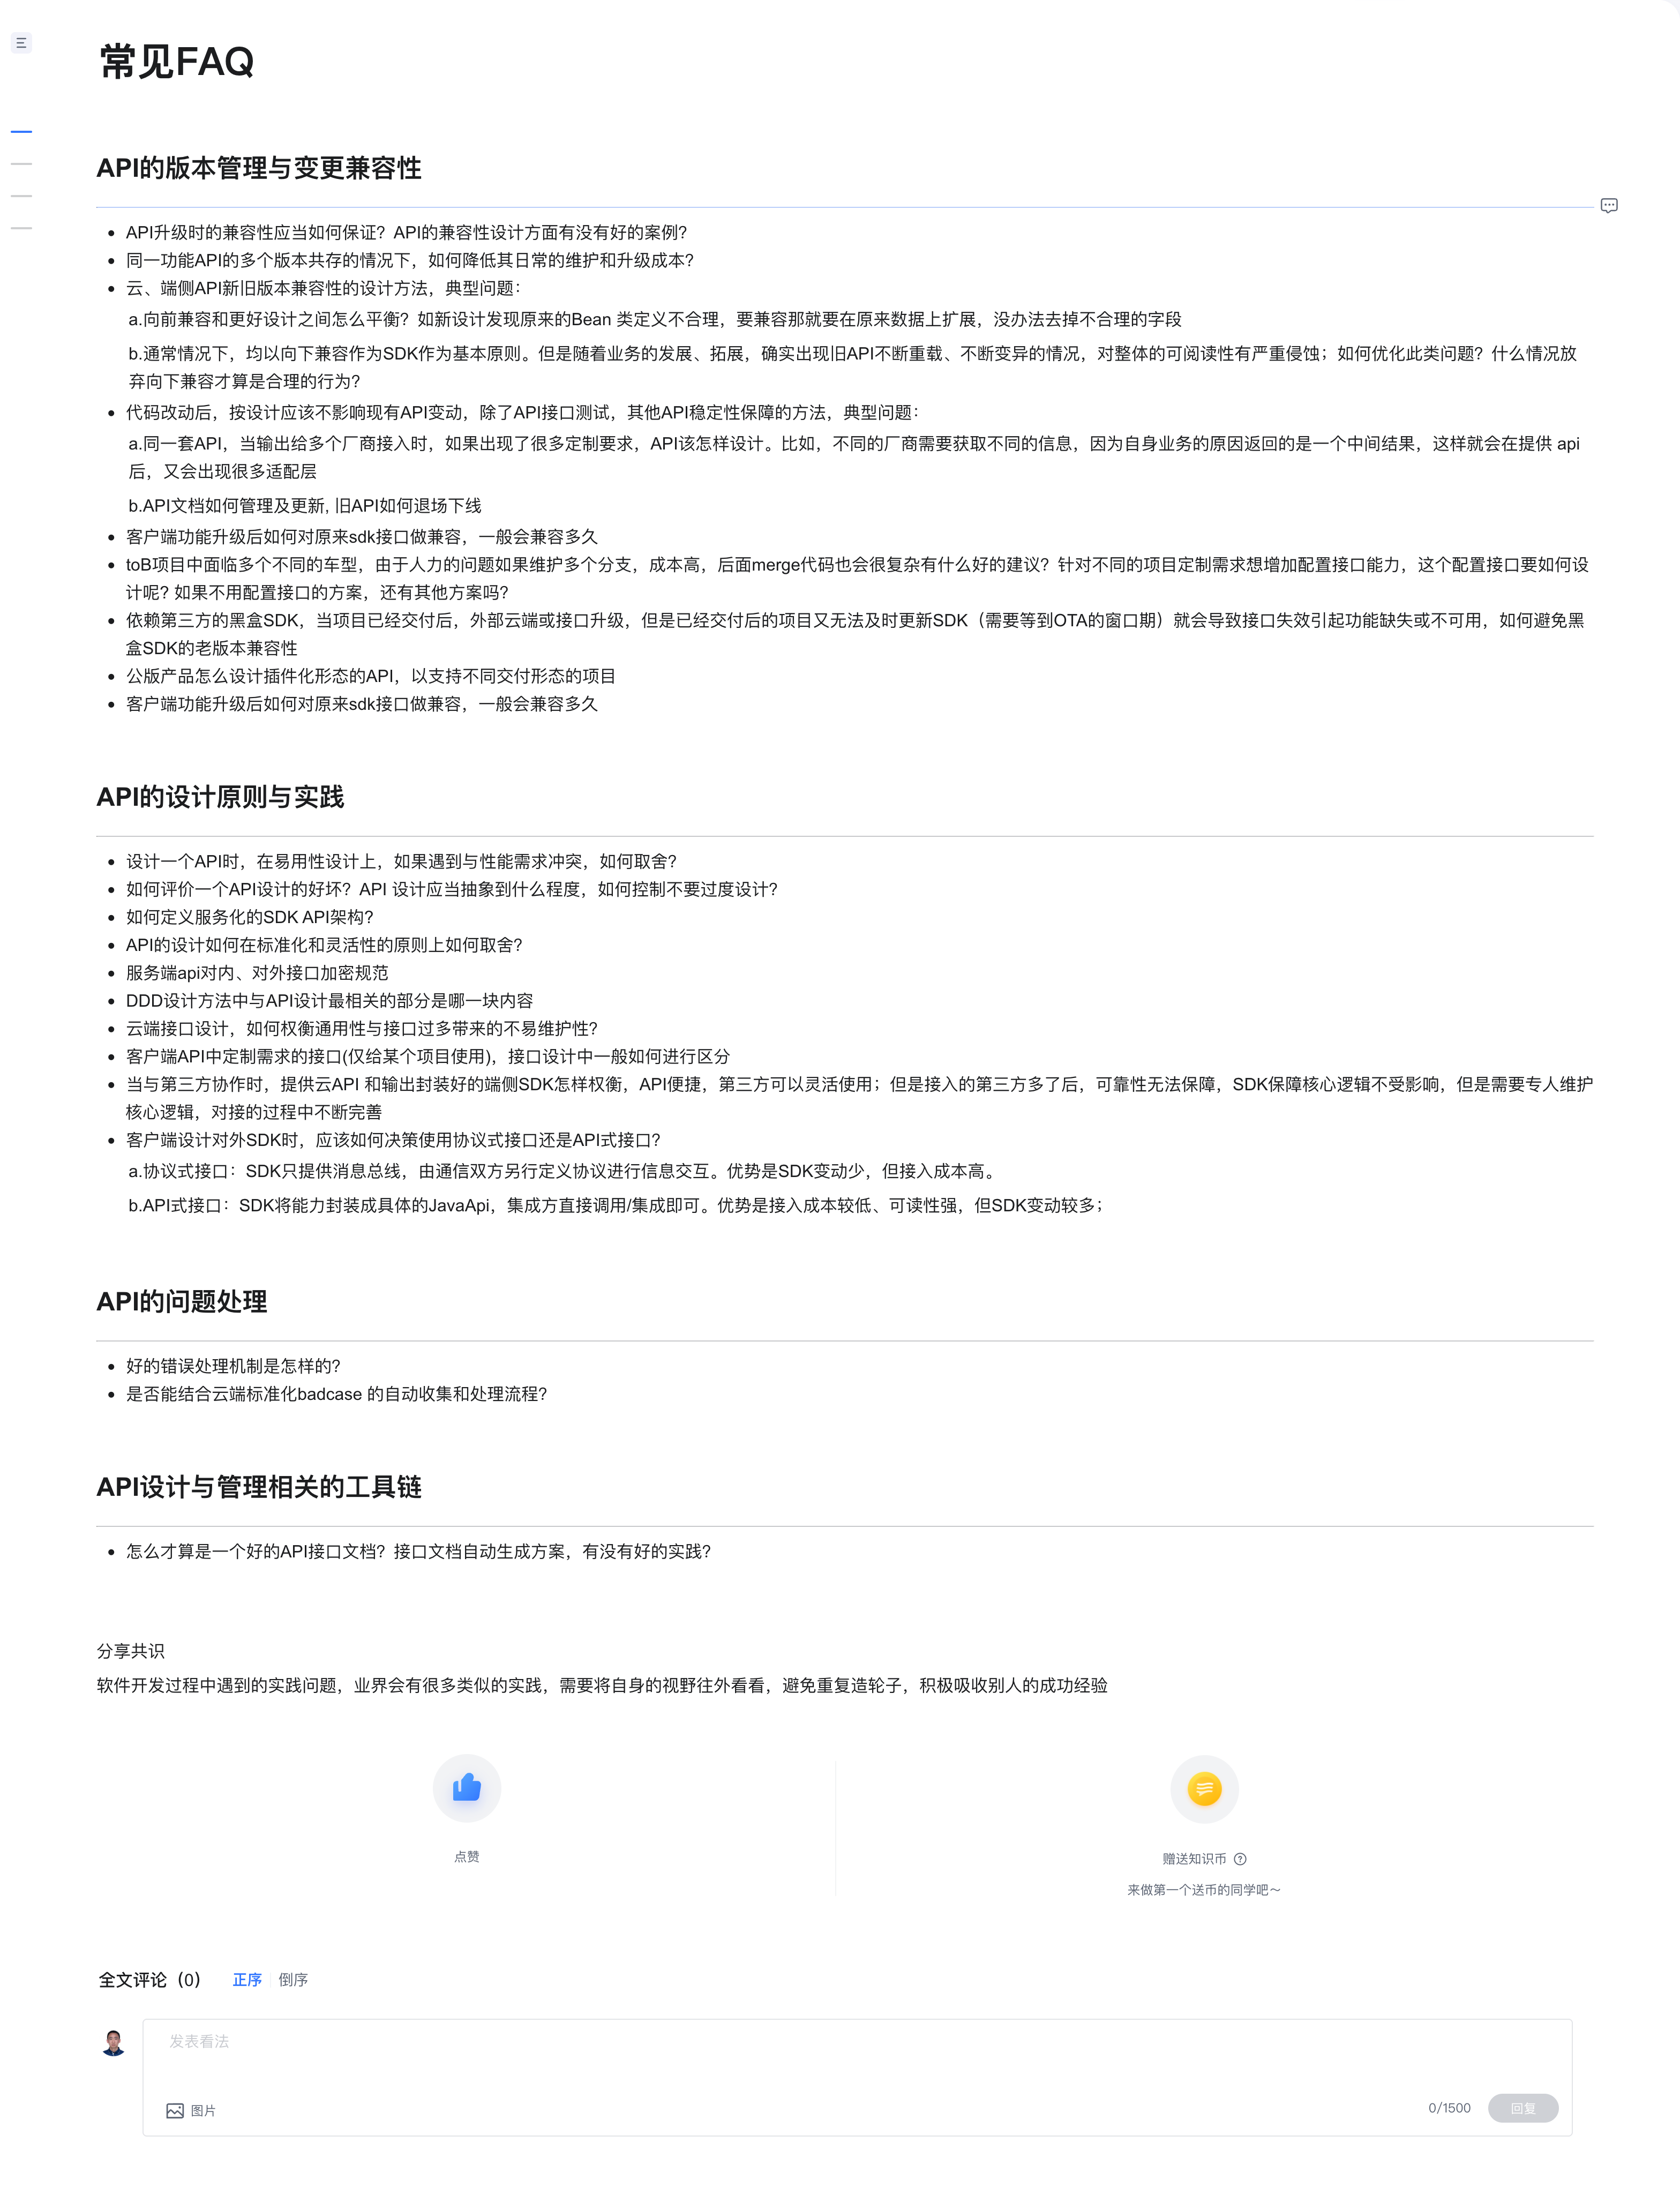 常见FAQ
API的版本管理与变更兼容性
API升级时的兼容性应当如何保证？API的兼容性设计方面有没有好的案例？
同一功能API的多个版本共存的情况下，如何降低其日常的维护和升级成本？
云、端侧API新旧版本兼容性的设计方法，典型问题：
a.向前兼容和更好设计之间怎么平衡？如新设计发现原来的Bean 类定义不合理，要兼容那就要在原来数据上扩展，没办法去掉不合理的字段
b.通常情况下，均以向下兼容作为SDK作为基本原则。但是随着业务的发展、拓展，确实出现旧API不断重载、不断变异的情况，对整体的可阅读性有严重侵蚀；如何优化此类问题？什么情况放
弃向下兼容才算是合理的行为？
代码改动后，按设计应该不影响现有API变动，除了API接口测试，其他API稳定性保障的方法，典型问题：
a.同一套API，当输出给多个厂商接入时，如果出现了很多定制要求，API该怎样设计。比如，不同的厂商需要获取不同的信息，因为自身业务的原因返回的是一个中间结果，这样就会在提供 api
后，又会出现很多适配层
b.API文档如何管理及更新, 旧API如何退场下线
客户端功能升级后如何对原来sdk接口做兼容，一般会兼容多久
toB项目中面临多个不同的车型，由于人力的问题如果维护多个分支，成本高，后面merge代码也会很复杂有什么好的建议？针对不同的项目定制需求想增加配置接口能力，这个配置接口要如何设
计呢？如果不用配置接口的方案，还有其他方案吗？
依赖第三方的黑盒SDK，当项目已经交付后，外部云端或接口升级，但是已经交付后的项目又无法及时更新SDK（需要等到OTA的窗口期）就会导致接口失效引起功能缺失或不可用，如何避免黑
盒SDK的老版本兼容性
公版产品怎么设计插件化形态的API，以支持不同交付形态的项目
客户端功能升级后如何对原来sdk接口做兼容，一般会兼容多久
API的设计原则与实践
设计一个API时，在易用性设计上，如果遇到与性能需求冲突，如何取舍？
如何评价一个API设计的好坏？API 设计应当抽象到什么程度，如何控制不要过度设计？
如何定义服务化的SDK API架构？
API的设计如何在标准化和灵活性的原则上如何取舍？
服务端api对内、对外接口加密规范
DDD设计方法中与API设计最相关的部分是哪一块内容
云端接口设计，如何权衡通用性与接口过多带来的不易维护性？
客户端API中定制需求的接口(仅给某个项目使用)，接口设计中一般如何进行区分
当与第三方协作时，提供云API 和输出封装好的端侧SDK怎样权衡，API便捷，第三方可以灵活使用；但是接入的第三方多了后，可靠性无法保障，SDK保障核心逻辑不受影响，但是需要专人维护
核心逻辑，对接的过程中不断完善
客户端设计对外SDK时，应该如何决策使用协议式接口还是API式接口？
a.协议式接口：SDK只提供消息总线，由通信双方另行定义协议进行信息交互。优势是SDK变动少，但接入成本高。
b.API式接口：SDK将能力封装成具体的JavaApi，集成方直接调用/集成即可。优势是接入成本较低、可读性强，但SDK变动较多；
API的问题处理
好的错误处理机制是怎样的？
是否能结合云端标准化badcase 的自动收集和处理流程？
API设计与管理相关的工具链
怎么才算是一个好的API接口文档？接口文档自动生成方案，有没有好的实践？
分享共识
软件开发过程中遇到的实践问题，业界会有很多类似的实践，需要将自身的视野往外看看，避免重复造轮子，积极吸收别人的成功经验
点赞
赠送知识币
来做第一个送币的同学吧～
全文评论（0） 正序 倒序
发表看法
图片 0/1500 回复